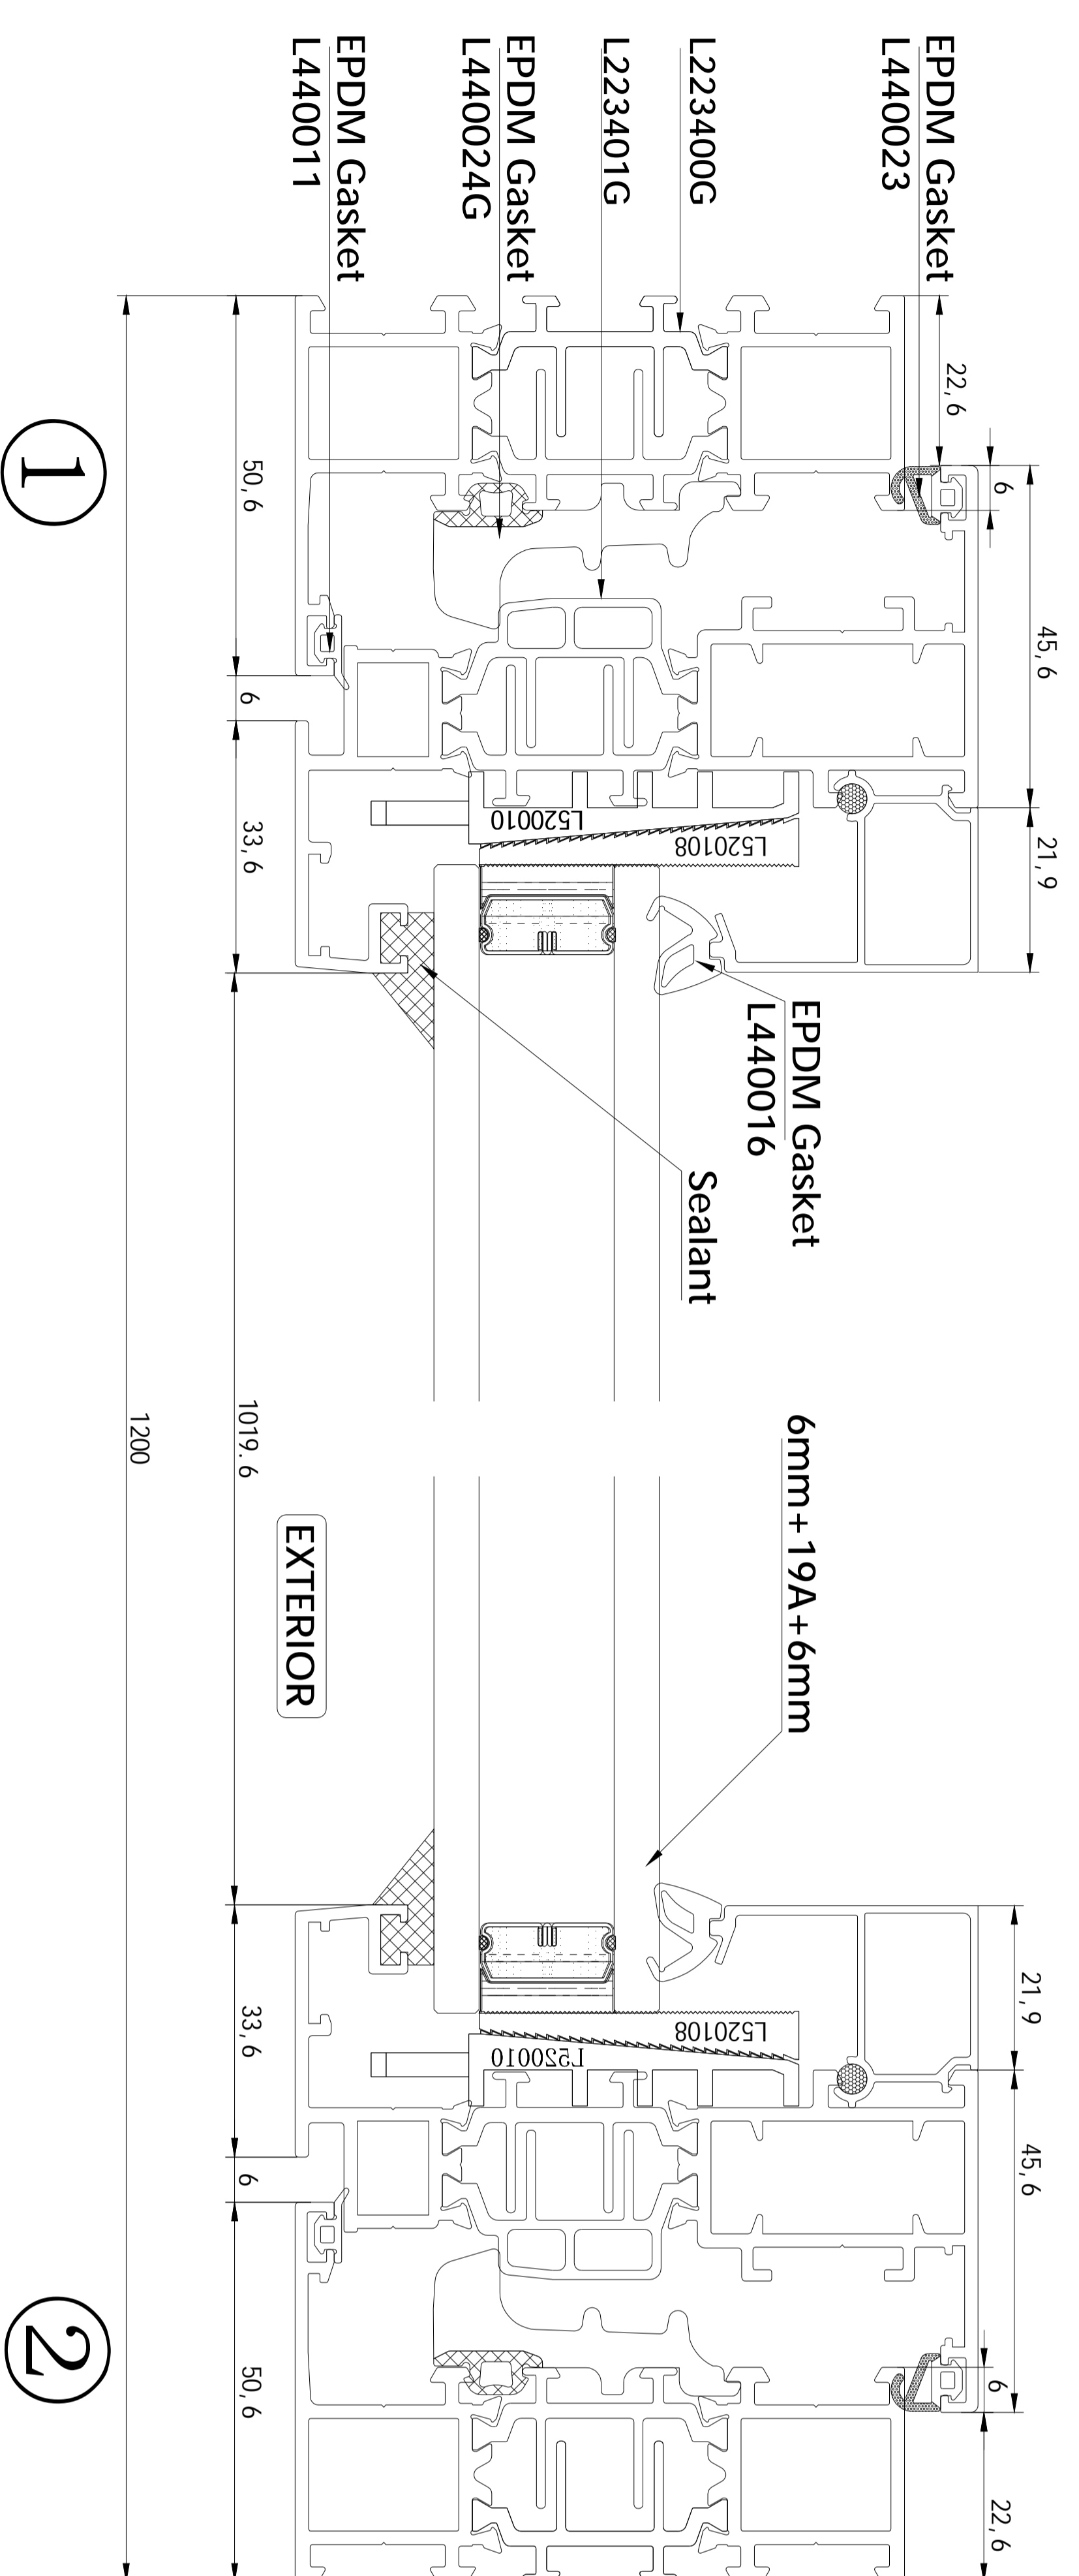 EPDM Gasket
L440023
L223400G
L223401G
EPDM Gasket
L440024G
EPDM Gasket
L440011
22,6
6
45,6
21,9
L520010
L520108
EPDM Gasket
L440016
Sealant
6mm+19A+6mm
EXTERIOR
50,6
6
33,6
1019.6
1200
21,9
45,6
6
22,6
L520108
L520010
33,6
6
50,6
1
2